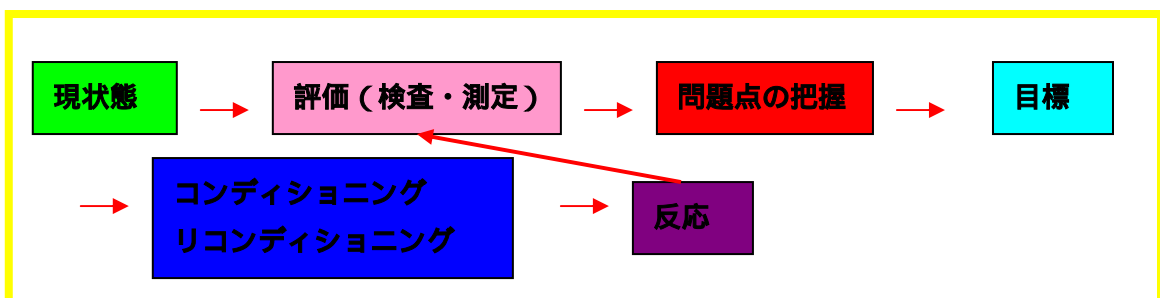 現状態
評価（検査・測定）
問題点の把握
目標
コンディショニング
リコンディショニング
反応